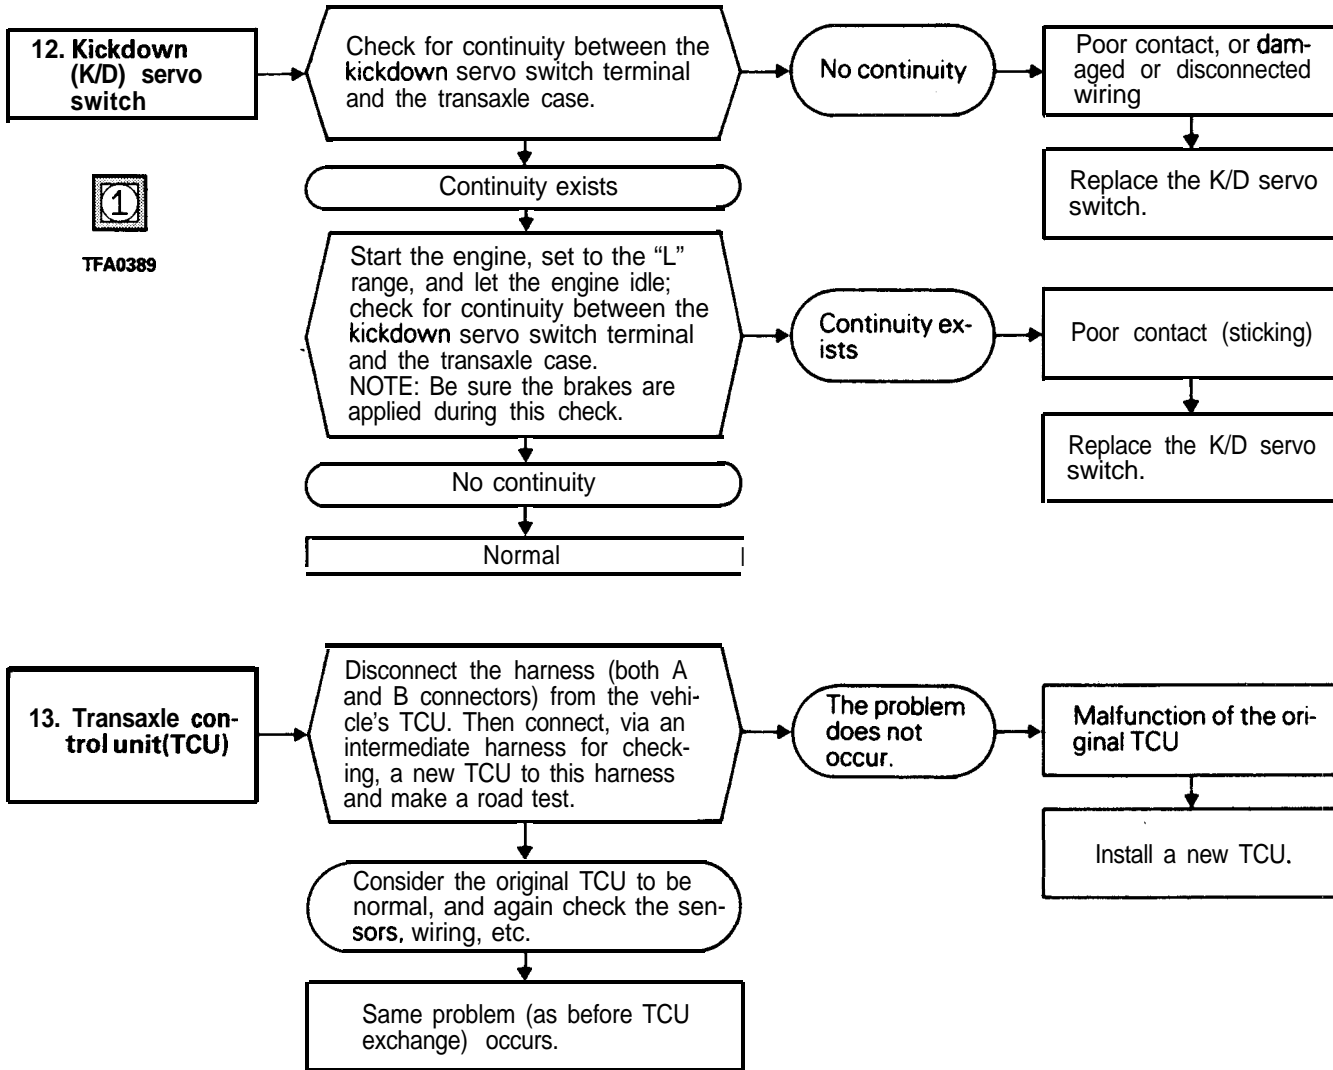 12. Kickdown
(K/D) servo
switch
Check for continuity between the
kickdown servo switch terminal
and the transaxle case.
No continuity
Poor contact, or dam-
aged or disconnected
wiring
Replace the K/D servo
switch.
Continuity exists
1
TFA0389
Start the engine, set to the “L”
range, and let the engine idle;
check for continuity between the
kickdown servo switch terminal
and the transaxle case.
NOTE: Be sure the brakes are
applied during this check.
Continuity ex-
ists
Poor contact (sticking)
Replace the K/D servo
switch.
No continuity
Normal
13. Transaxle con-
trol unit(TCU)
Disconnect the harness (both A
and B connectors) from the vehi-
cle's TCU. Then connect, via an
intermediate harness for check-
ing, a new TCU to this harness
and make a road test.
The problem
does not
occur.
Malfunction of the ori-
ginal TCU
Install a new TCU.
Consider the original TCU to be
normal, and again check the sen-
sors, wiring, etc.
Same problem (as before TCU
exchange) occurs.